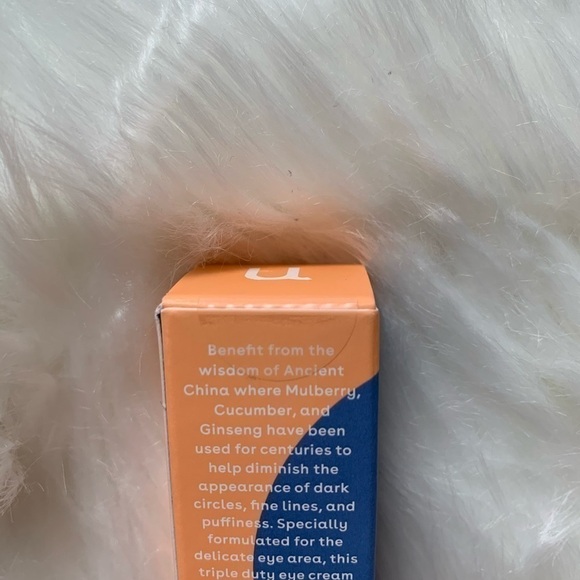 Benefit from the
wisdom of Ancient
China where Mulberry,
Cucumber, and
Ginseng have been
used for centuries to
help diminish the
appearance of dark
circles, fine lines, and
puffiness. Specially
formulated for the
delicate eye area, this
triple duty eye cream